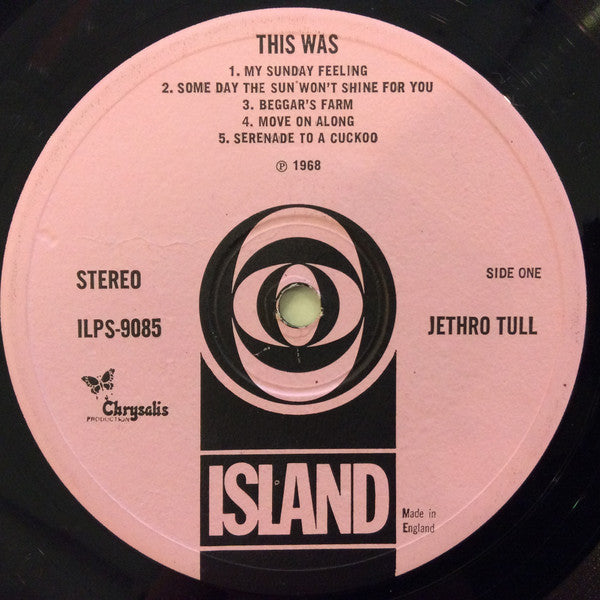 THIS WAS
1. MY SUNDAY FEELING
2. SOME DAY THE SUN WON'T SHINE FOR YOU
3. BEGGAR'S FARM
4. MOVE ON ALONG
5. SERENADE TO A CUCKOO
℗ 1968
STEREO
SIDE ONE
ILPS-9085
JETHRO TULL
Chrysalis
PRODUCTION
ISLAND
Made in
England